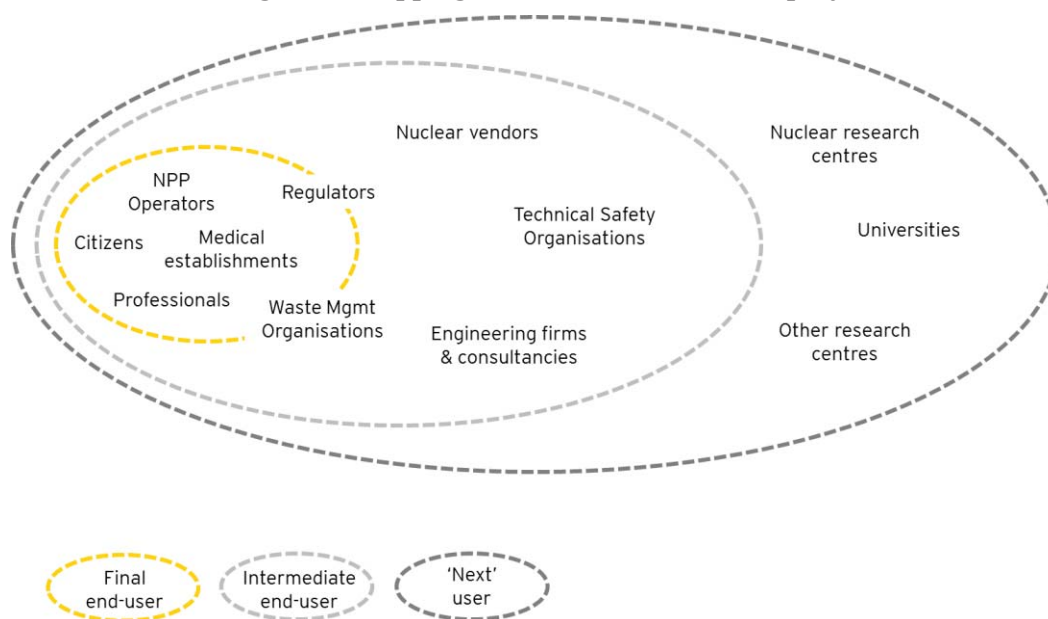 Nuclear vendors
Nuclear research
centres
NPP
Operators
Regulators
Technical Safety
Organisations
Universities
Citizens
Medical
establishments
Professionals
Waste Mgmt
Organisations
Engineering firms
& consultancies
Other research
centres
Final
end-user
Intermediate
end-user
‘Next’
user